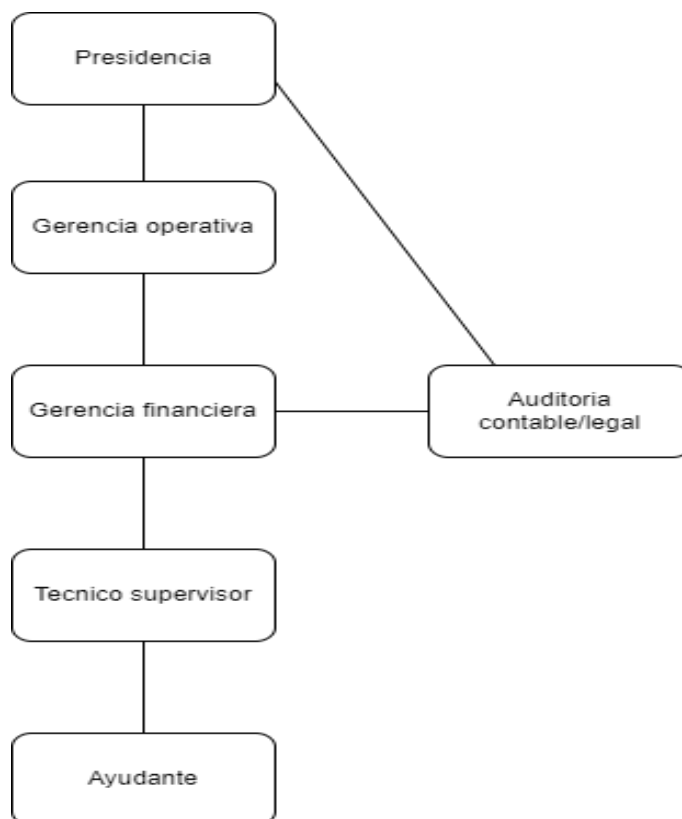 Presidencia
Gerencia operativa
Gerencia financiera
Auditoria
contable/legal
Tecnico supervisor
Ayudante